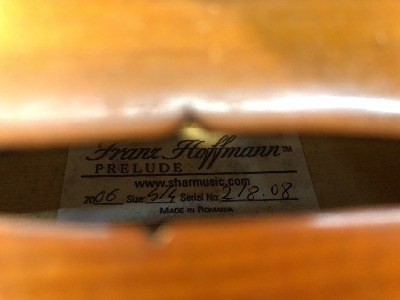 Franz Hoffmann™
PRELUDE
www.sharmusic.com
2006 Size: 3/4 Serial No: 218.08
MADE IN ROMANIA